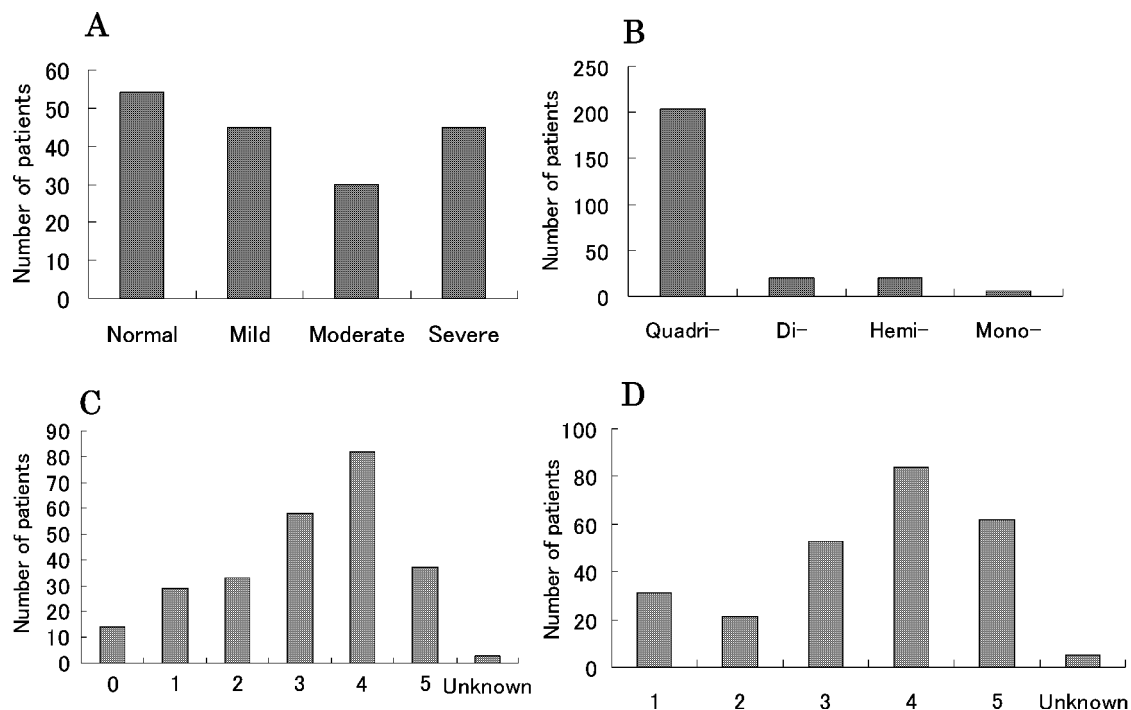 A
Number of patients
60
50
40
30
20
10
0
Normal Mild Moderate Severe
B
Number of patients
250
200
150
100
50
0
Quadri- Di- Hemi- Mono-
C
Number of patients
90
80
70
60
50
40
30
20
10
0
0 1 2 3 4 5 Unknown
D
Number of patients
100
80
60
40
20
0
1 2 3 4 5 Unknown